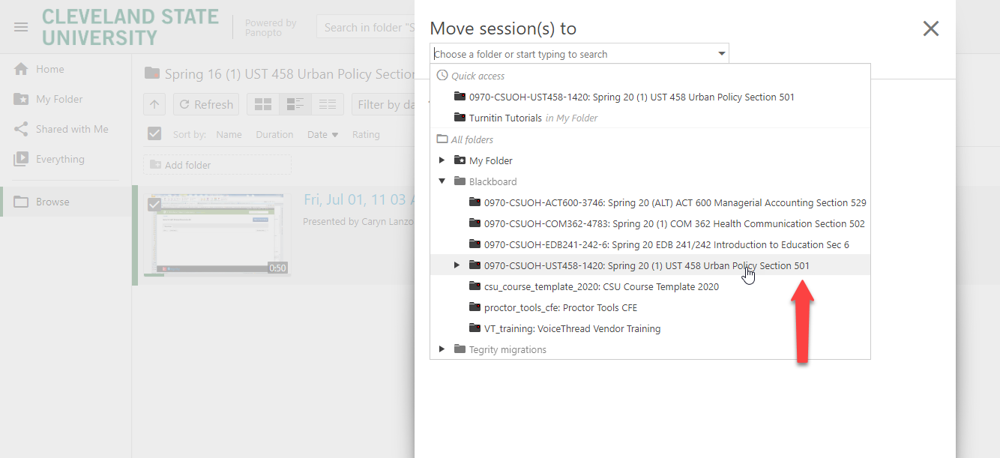 CLEVELAND STATE
UNIVERSITY
Powered by
Panopto
Search in folder "S
Home
My Folder
Shared with Me
Everything
Browse
Spring 16 (1) UST 458 Urban Policy Section
Refresh
Filter by da
Sort by: Name Duration Date Rating
Add folder
0:50
Fri, Jul 01, 11 03 A
Presented by Caryn Lanzo
Move session(s) to
Choose a folder or start typing to search
Quick access
0970-CSUOH-UST458-1420: Spring 20 (1) UST 458 Urban Policy Section 501
Turnitin Tutorials in My Folder
All folders
My Folder
Blackboard
0970-CSUOH-ACT600-3746: Spring 20 (ALT) ACT 600 Managerial Accounting Section 529
0970-CSUOH-COM362-4783: Spring 20 (1) COM 362 Health Communication Section 502
0970-CSUOH-EDB241-242-6: Spring 20 EDB 241/242 Introduction to Education Sec 6
0970-CSUOH-UST458-1420: Spring 20 (1) UST 458 Urban Policy Section 501
csu_course_template_2020: CSU Course Template 2020
proctor_tools_cfe: Proctor Tools CFE
VT_training: VoiceThread Vendor Training
Tegrity migrations